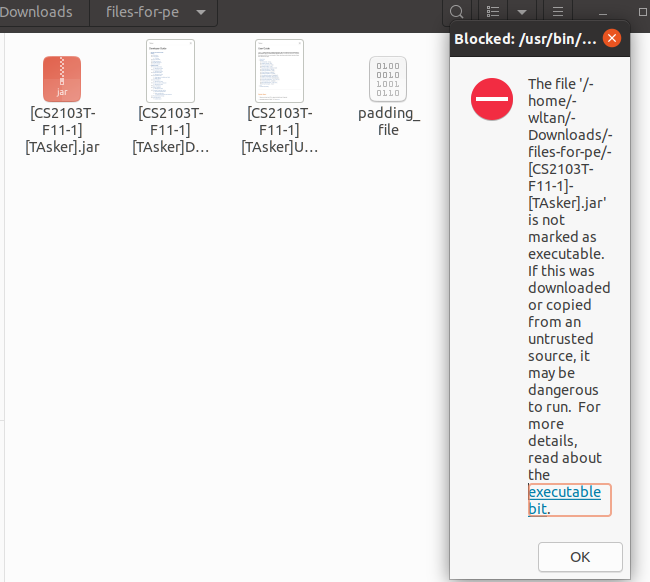 Downloads
files-for-pe
jar
[CS2103T-
F11-1]
[TAsker].jar
[CS2103T-
F11-1]
[TAsker]D...
[CS2103T-
F11-1]
[TAsker]U...
0100
0010
1001
0110
padding_
file
Blocked: /usr/bin/...
The file '/-
home/-
wltan/-
Downloads/-
files-for-pe/-
[CS2103T-
F11-1]-
[TAsker].jar'
is not
marked as
executable.
If this was
downloaded
or copied
from an
untrusted
source, it
may be
dangerous
to run. For
more
details,
read about
the
executable
bit.
OK